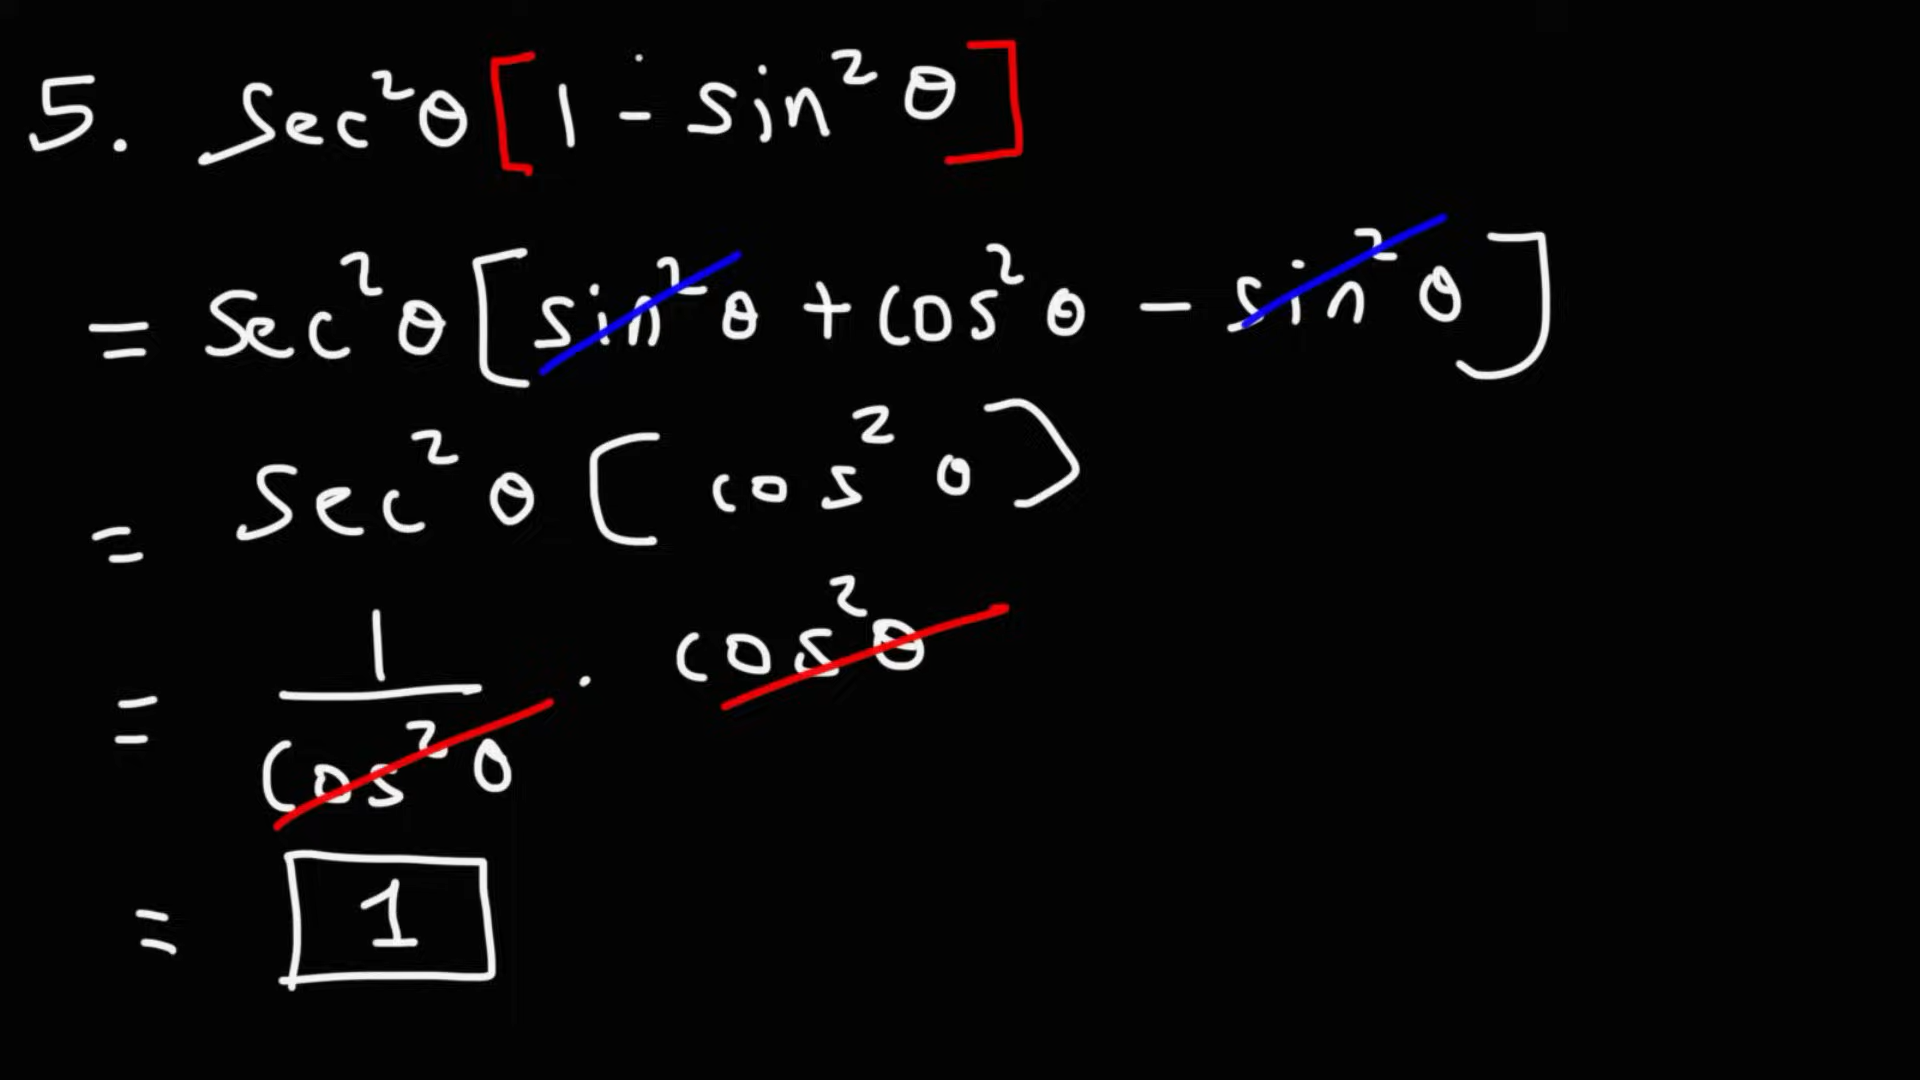 5. Sec²θ [1 - sin²θ]
= Sec²θ [sin²θ + cos²θ - sin²θ]
= Sec²θ (cos²θ)
= 1/cos²θ · cos²θ
= 1